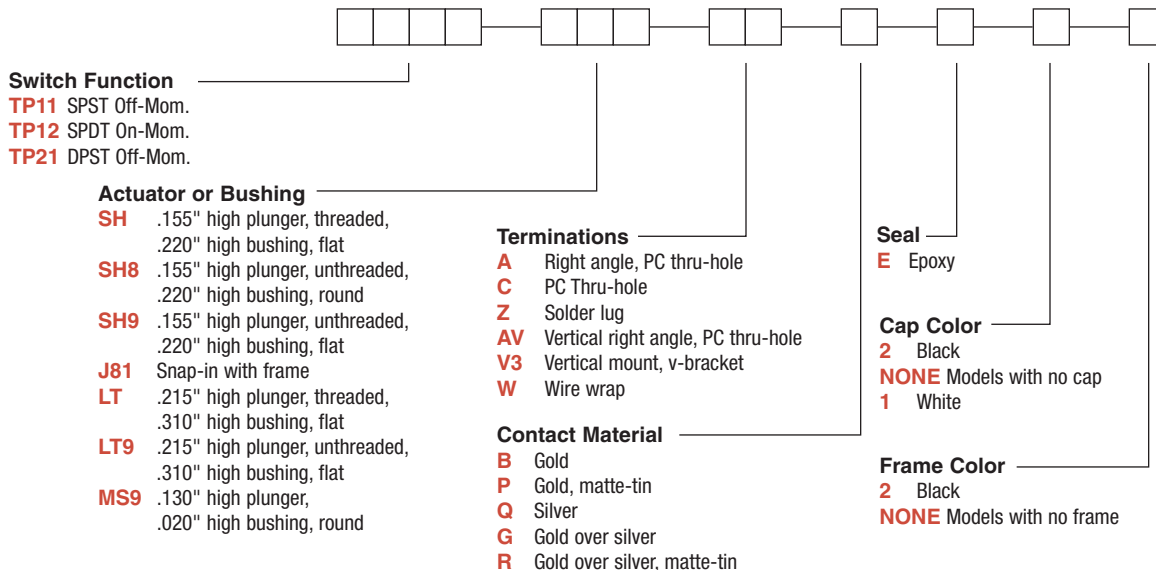 Switch Function
TP11 SPST Off-Mom.
TP12 SPDT On-Mom.
TP21 DPST Off-Mom.
Actuator or Bushing
SH .155" high plunger, threaded,
.220" high bushing, flat
SH8 .155" high plunger, unthreaded,
.220" high bushing, round
SH9 .155" high plunger, unthreaded,
.220" high bushing, flat
J81 Snap-in with frame
LT .215" high plunger, threaded,
.310" high bushing, flat
LT9 .215" high plunger, unthreaded,
.310" high bushing, flat
MS9 .130" high plunger,
.020" high bushing, round
Terminations
A Right angle, PC thru-hole
C PC Thru-hole
Z Solder lug
AV Vertical right angle, PC thru-hole
V3 Vertical mount, v-bracket
W Wire wrap
Contact Material
B Gold
P Gold, matte-tin
Q Silver
G Gold over silver
R Gold over silver, matte-tin
Seal
E Epoxy
Cap Color
2 Black
NONE Models with no cap
1 White
Frame Color
2 Black
NONE Models with no frame